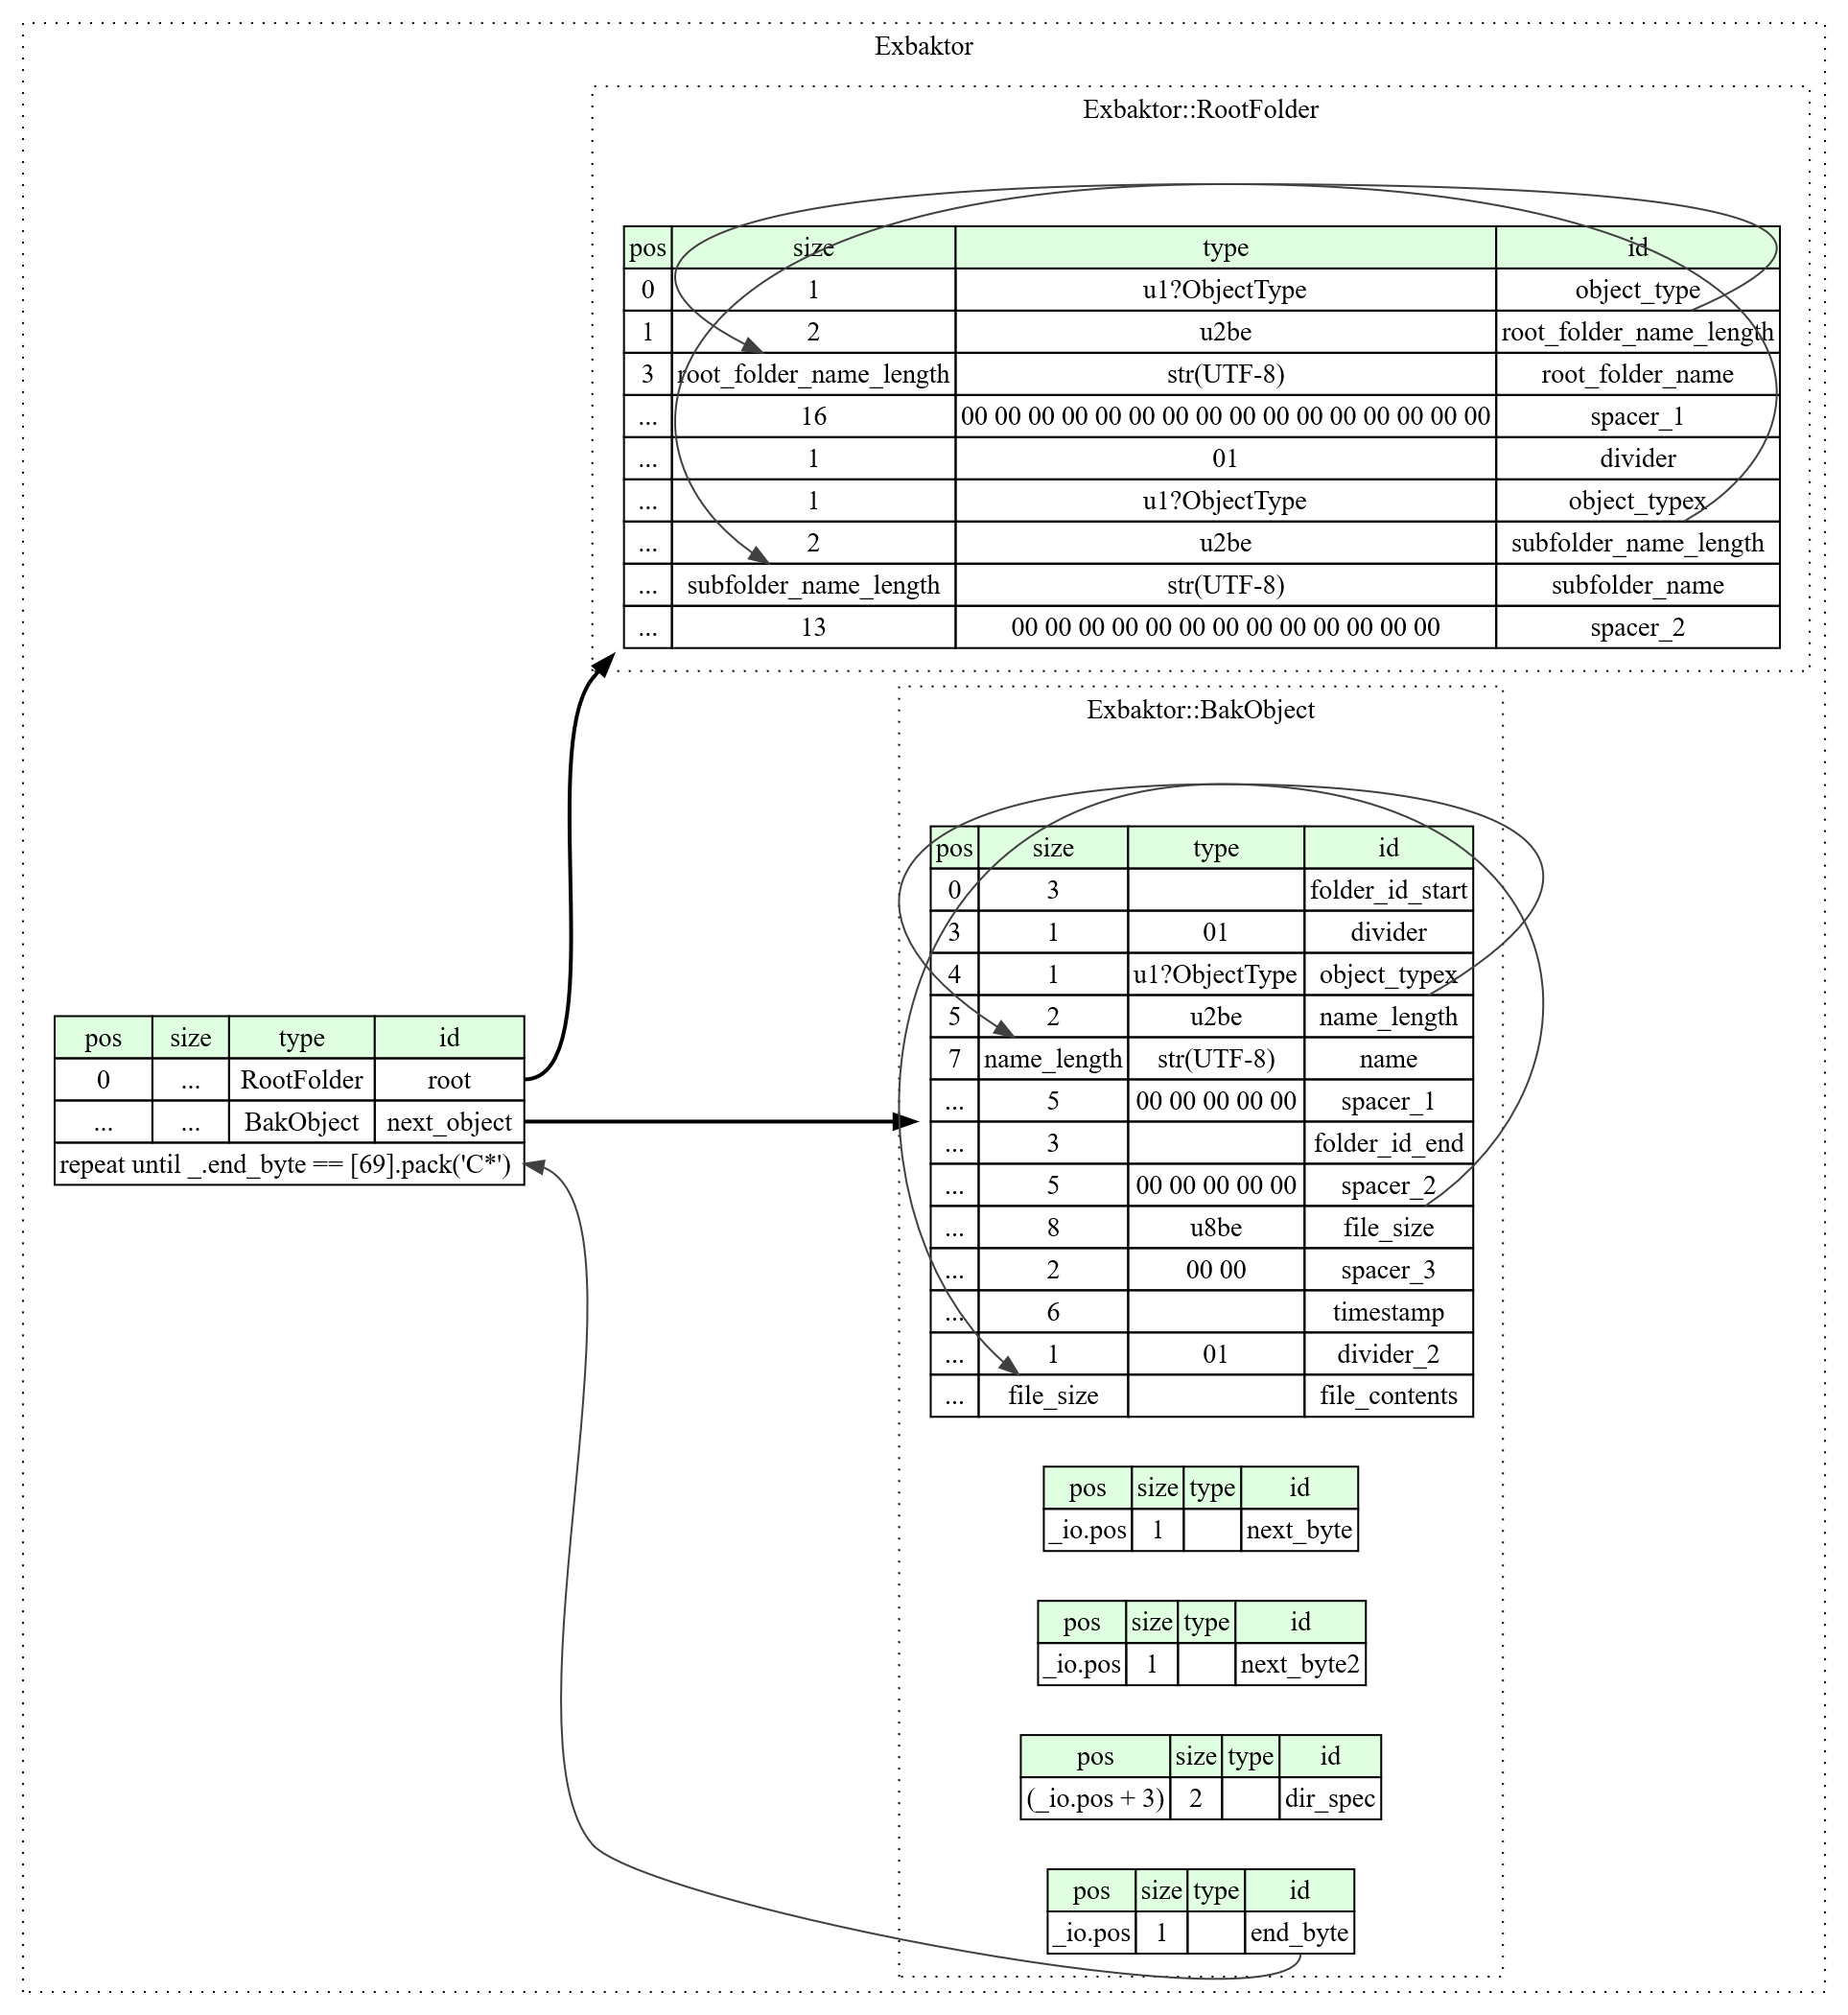 Exbaktor
Exbaktor::RootFolder
pos size type id
0 1 u1?ObjectType object_type
1 2 u2be root_folder_name_length
3 root_folder_name_length str(UTF-8) root_folder_name
... 16 00 00 00 00 00 00 00 00 00 00 00 00 00 00 00 00 spacer_1
... 1 01 divider
... 1 u1?ObjectType object_typex
... 2 u2be subfolder_name_length
... subfolder_name_length str(UTF-8) subfolder_name
... 13 00 00 00 00 00 00 00 00 00 00 00 00 00 spacer_2
Exbaktor::BakObject
pos size type id
0 3 folder_id_start
3 1 01 divider
4 1 u1?ObjectType object_typex
5 2 u2be name_length
7 name_length str(UTF-8) name
... 5 00 00 00 00 00 spacer_1
... 3 folder_id_end
... 5 00 00 00 00 00 spacer_2
... 8 u8be file_size
... 2 00 00 spacer_3
... 6 timestamp
... 1 01 divider_2
... file_size file_contents
pos size type id
0 ... RootFolder root
... ... BakObject next_object
repeat until _.end_byte == [69].pack('C*')
pos size type id
_io.pos 1 next_byte
pos size type id
_io.pos 1 next_byte2
pos size type id
(_io.pos + 3) 2 dir_spec
pos size type id
_io.pos 1 end_byte